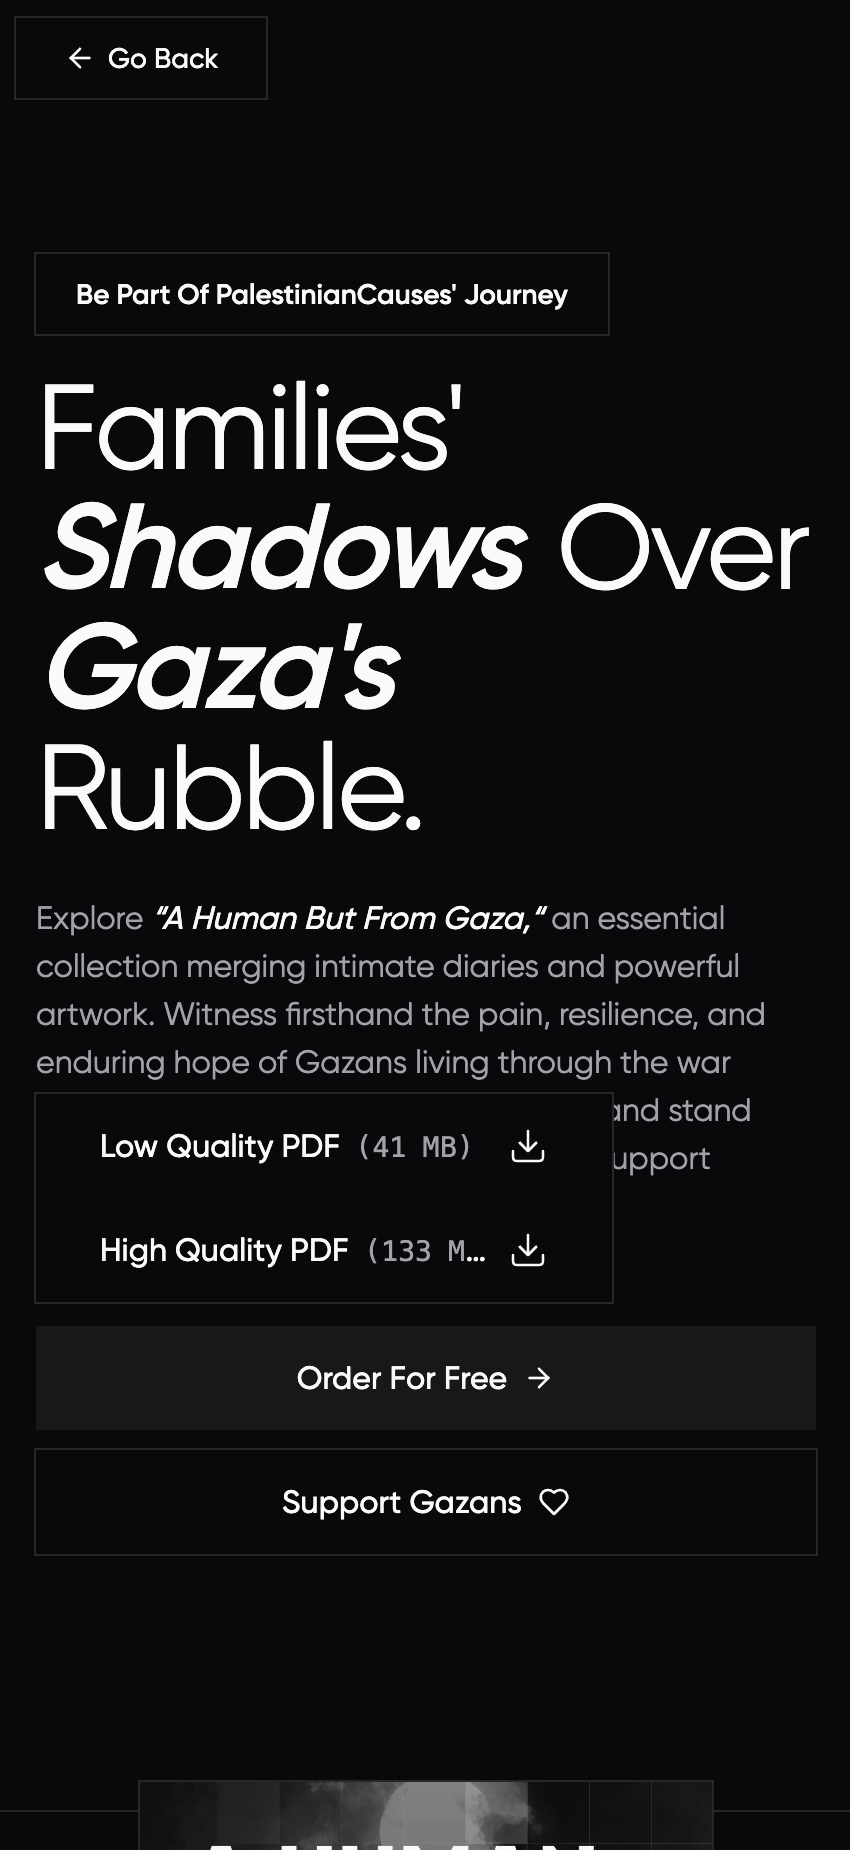 Go Back
Be Part Of PalestinianCauses' Journey
Families'
Shadows Over
Gaza's
Rubble.
Explore “A Human But From Gaza,“ an essential
collection merging intimate diaries and powerful
artwork. Witness firsthand the pain, resilience, and
enduring hope of Gazans living through the war
and stand
Low Quality PDF (41 MB)
upport
High Quality PDF (133 M...
Order For Free
Support Gazans